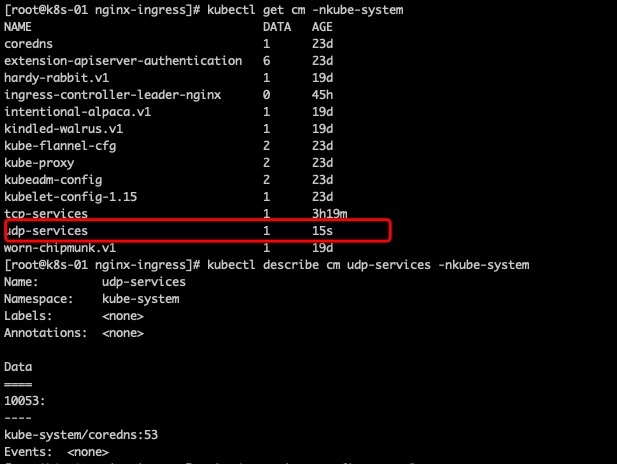 [root@k8s-01 nginx-ingress]# kubectl get cm -nkube-system
NAME DATA AGE
coredns 1 23d
extension-apiserver-authentication 6 23d
hardy-rabbit.v1 1 19d
ingress-controller-leader-nginx 0 45h
intentional-alpaca.v1 1 19d
kindled-walrus.v1 1 19d
kube-flannel-cfg 2 23d
kube-proxy 2 23d
kubeadm-config 2 23d
kubelet-config-1.15 1 23d
tcp-services 1 3h19m
udp-services 1 15s
worn-chipmunk.v1 1 19d
[root@k8s-01 nginx-ingress]# kubectl describe cm udp-services -nkube-system
Name: udp-services
Namespace: kube-system
Labels: <none>
Annotations: <none>
Data
====
10053:
----
kube-system/coredns:53
Events: <none>